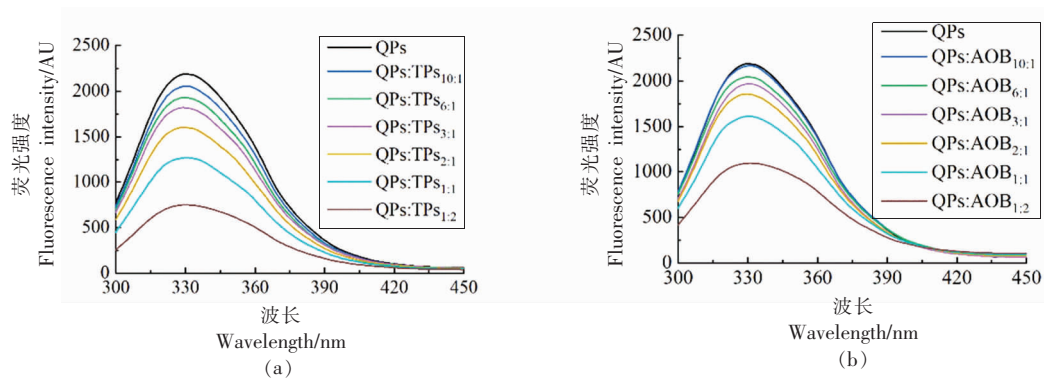 2500
2000
1500
1000
500
0
300
330
360
390
420
450
荧光强度
Fluorescence intensity/AU
QPs
QPs:TPs10:1
QPs:TPs6:1
QPs:TPs3:1
QPs:TPs2:1
QPs:TPs1:1
QPs:TPs1:2
波长
Wavelength/nm
(a)
2500
2000
1500
1000
500
0
300
330
360
390
420
450
荧光强度
Fluorescence intensity/AU
QPs
QPs:AOB10:1
QPs:AOB6:1
QPs:AOB3:1
QPs:AOB2:1
QPs:AOB1:1
QPs:AOB1:2
波长
Wavelength/nm
(b)